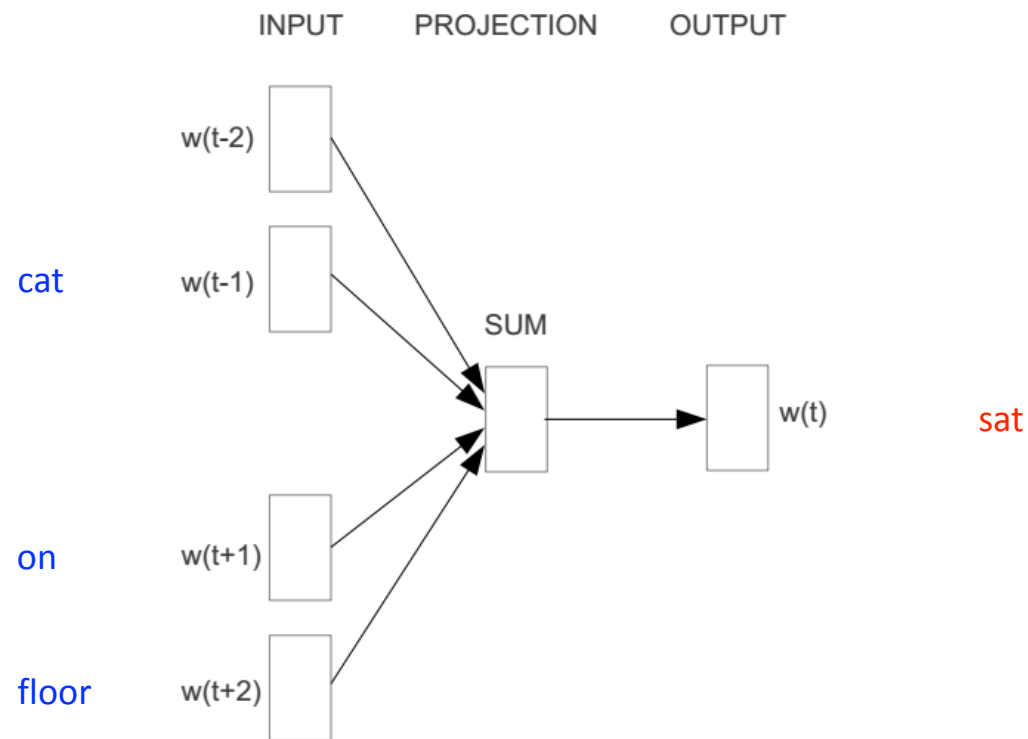 INPUT PROJECTION OUTPUT
w(t-2)
cat w(t-1)
SUM
w(t) sat
on w(t+1)
floor w(t+2)